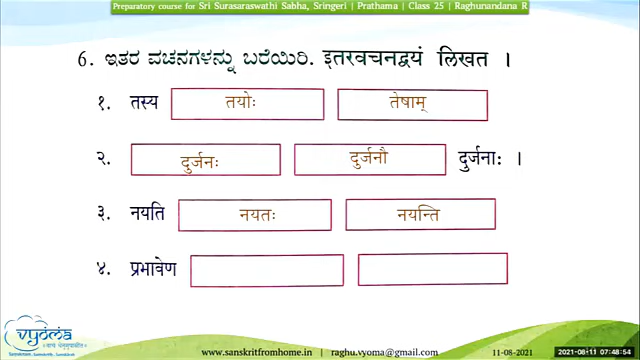 Preparatory course for Sri Surasaraswathi Sabha, Sringeri | Prathama | Class 25 | Raghunandana R
6. ಇತರ ವಚನಗಳನ್ನು ಬರೆಯಿರಿ. इतरवचनद्वयं लिखत ।
१. तस्य तयोः तेषाम्
२. दुर्जनः दुर्जनौ दुर्जनाः ।
३. नयति नयतः नयन्ति
४. प्रभावेण
vyoma
www.sanskritfromhome.in | raghu.vyoma@gmail.com 11-08-2021
2021-08-11 07:48:54